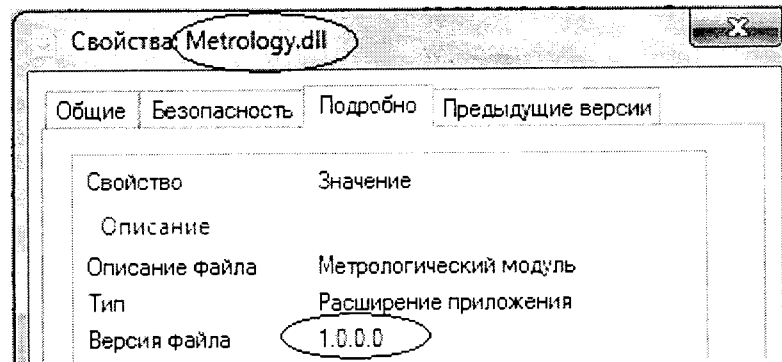 Свойства: Metrology.dll
Общие Безопасность Подробно Предыдущие версии
Свойство Значение
Описание
Описание файла Метрологический модуль
Тип Расширение приложения
Версия файла 1.0.0.0